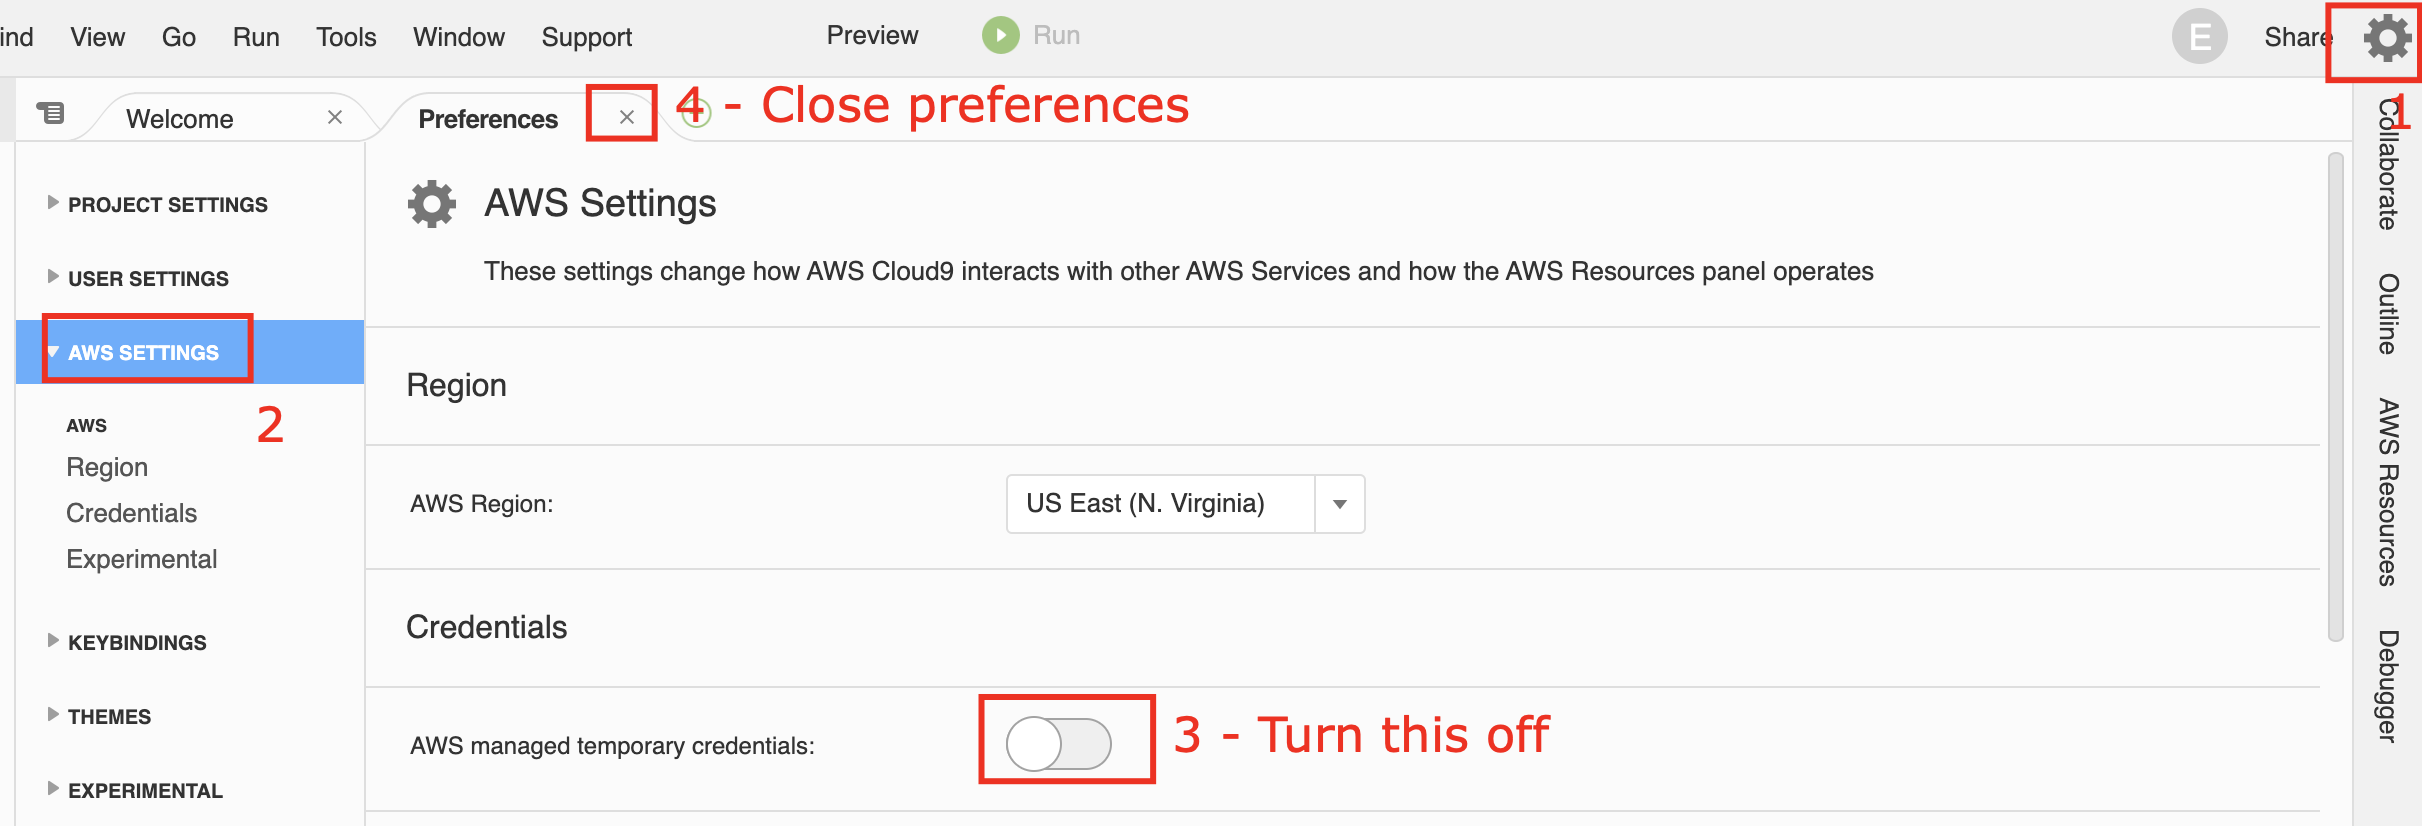 ind View Go Run Tools Window Support Preview Run E Share
Welcome × Preferences × 4 - Close preferences 1
PROJECT SETTINGS
USER SETTINGS
AWS SETTINGS
2
AWS
Region
Credentials
Experimental
KEYBINDINGS
THEMES
EXPERIMENTAL
AWS Settings
These settings change how AWS Cloud9 interacts with other AWS Services and how the AWS Resources panel operates
Region
AWS Region: US East (N. Virginia)
Credentials
AWS managed temporary credentials: 3 - Turn this off
Collaborate
Outline
AWS Resources
Debugger